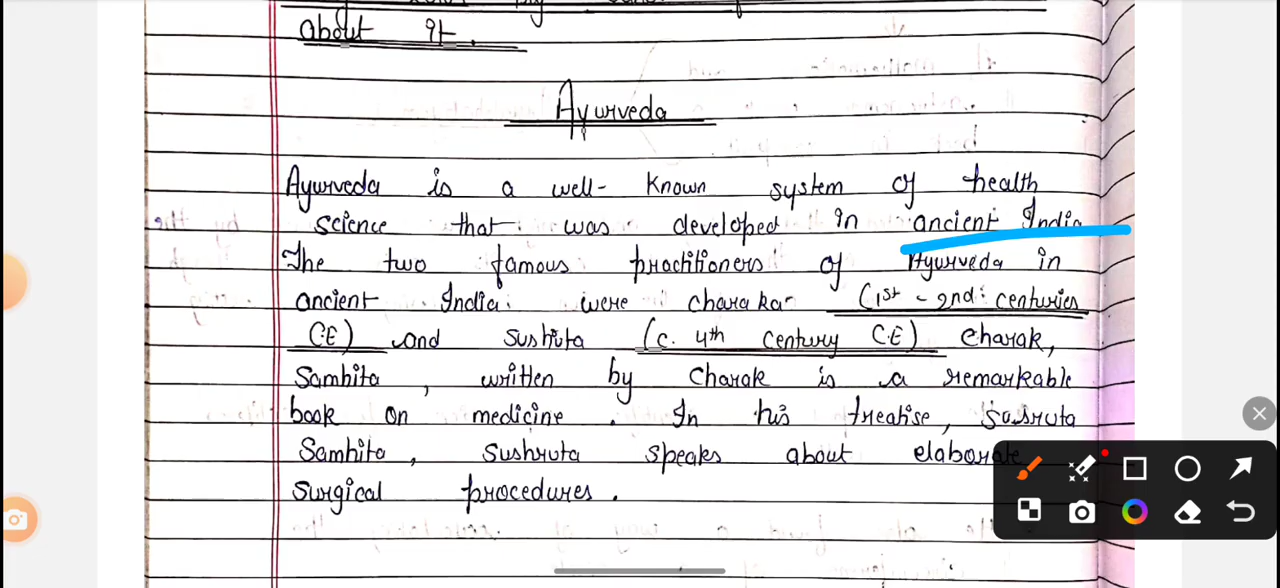 about it.
Ayurveda
Ayurveda is a well-known system of health
science that was developed in ancient India
The two famous practitioners of Ayurveda in
ancient India were charaka (1st - 2nd centuries
CE) and Sushruta (c. 4th century CE) Charak,
Samhita, written by Charak is a remarkable
book on medicine. In his treatise, Susruta
Samhita, Sushruta speaks about elaborate
surgical procedures.